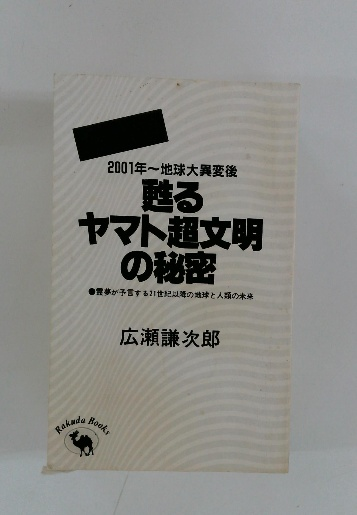 2001年〜地球大異変後
甦る
ヤマト超文明
の秘密
●霊夢が予言する21世紀以降の地球と人類の未来
広瀬謙次郎
Rakuda Books